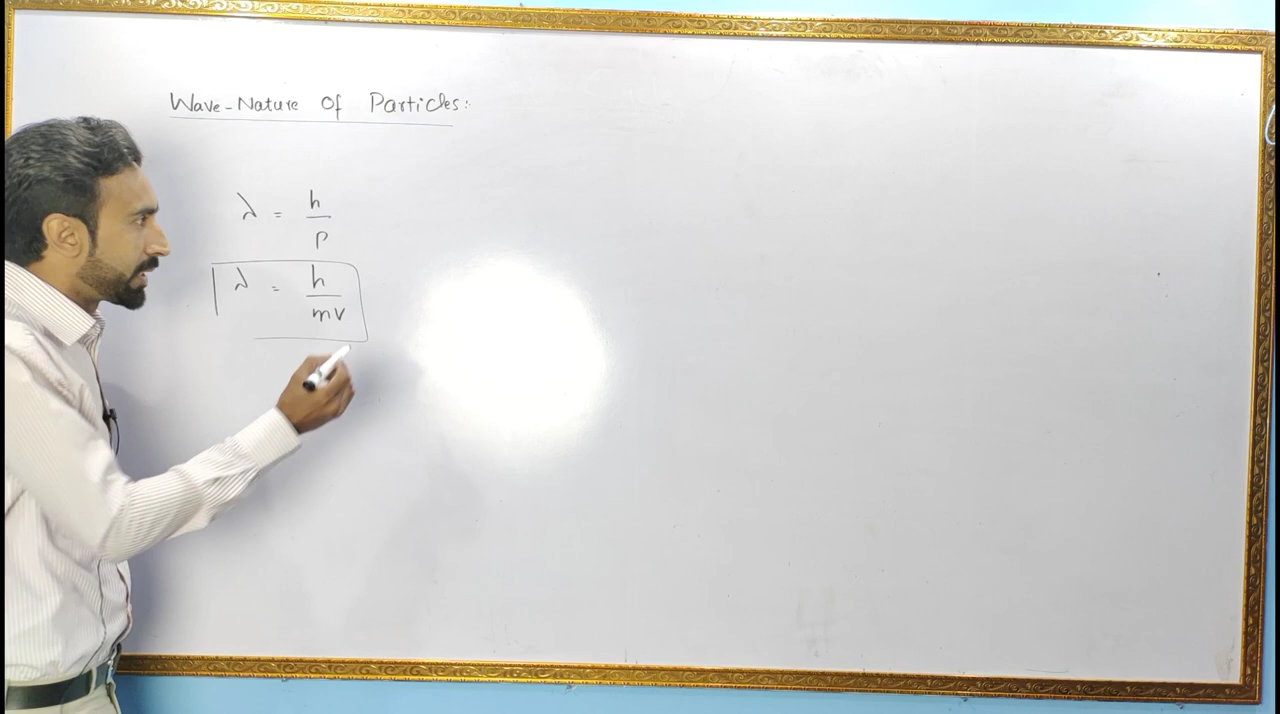 Wave-Nature Of Particles:
λ = h/p
λ = h/mv